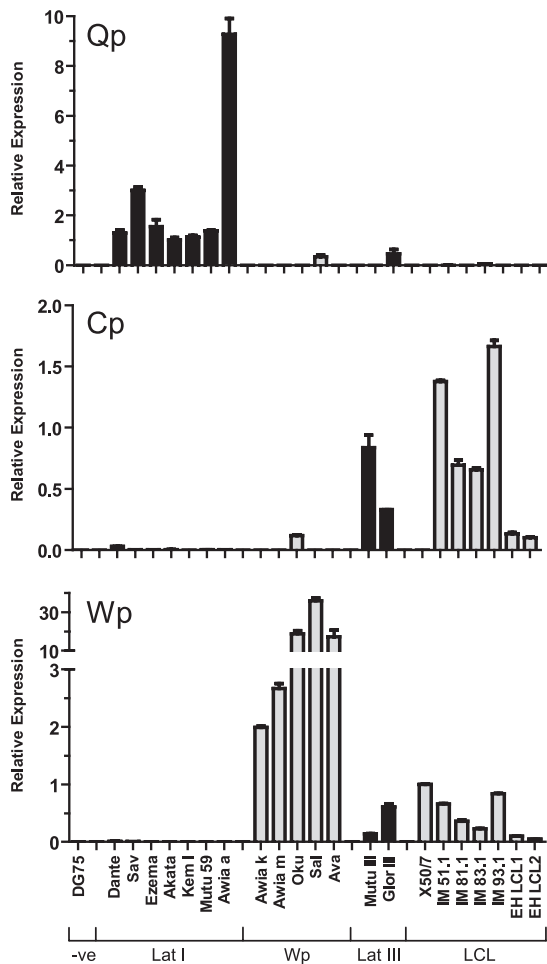 Qp
Relative Expression
10
8
6
4
2
0
Cp
Relative Expression
2.0
1.5
1.0
0.5
0.0
Wp
Relative Expression
30
10
3
2
1
0
DG75
Dante
Sav
Ezema
Akata
Kem I
Mutu 59
Awia a
Awia k
Awia m
Oku
Sal
Ava
Mutu III
Glor III
X50/7
IM 51.1
IM 81.1
IM 83.1
IM 93.1
EH LCL1
EH LCL2
-ve Lat I Wp Lat III LCL